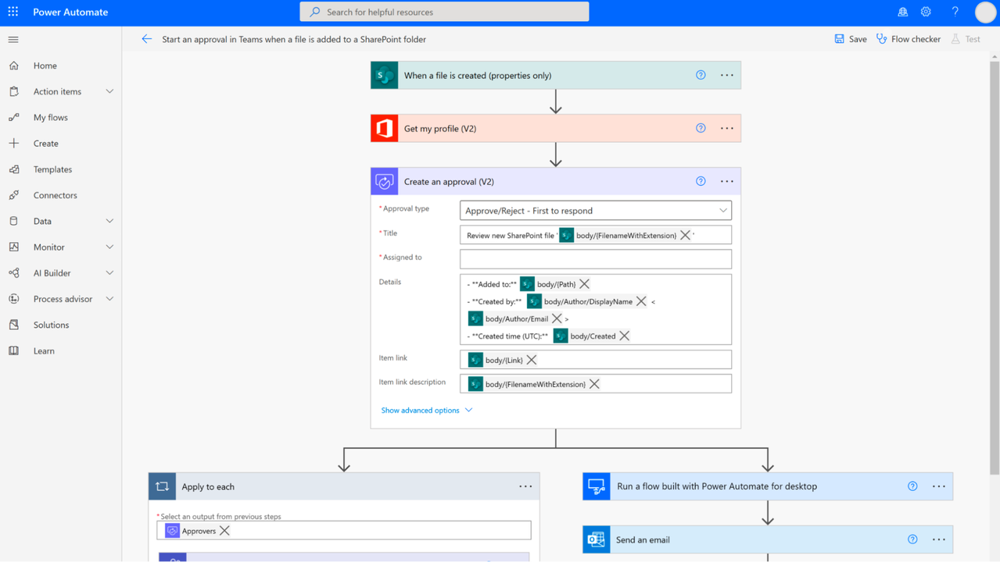 Power Automate
Search for helpful resources
?
Start an approval in Teams when a file is added to a SharePoint folder
Save
Flow checker
Test
Home
Action items
My flows
Create
Templates
Connectors
Data
Monitor
AI Builder
Process advisor
Solutions
Learn
S When a file is created (properties only) ? ...
Get my profile (V2) ? ...
Create an approval (V2) ? ...
* Approval type
Approve/Reject - First to respond
* Title
Review new SharePoint file ' S body/{FilenameWithExtension} '
* Assigned to
Details
- **Added to:** S body/{Path}
- **Created by:** S body/Author/DisplayName <
S body/Author/Email >
- **Created time (UTC):** S body/Created
Item link
S body/{Link}
Item link description
S body/{FilenameWithExtension}
Show advanced options
Apply to each ...
* Select an output from previous steps
Approvers
Run a flow built with Power Automate for desktop ? ...
Send an email ? ...